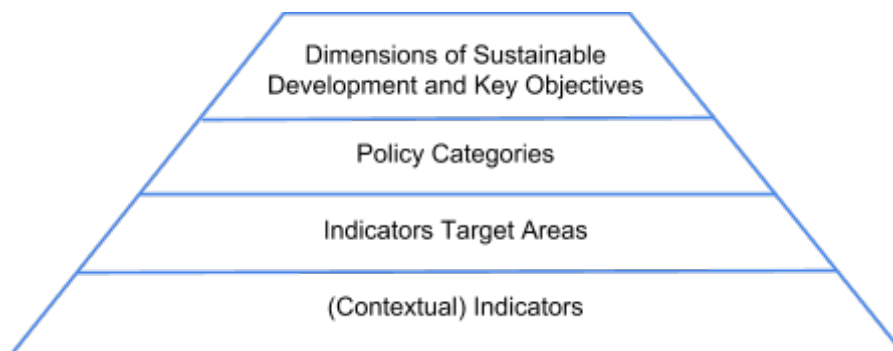 Dimensions of Sustainable
Development and Key Objectives
Policy Categories
Indicators Target Areas
(Contextual) Indicators